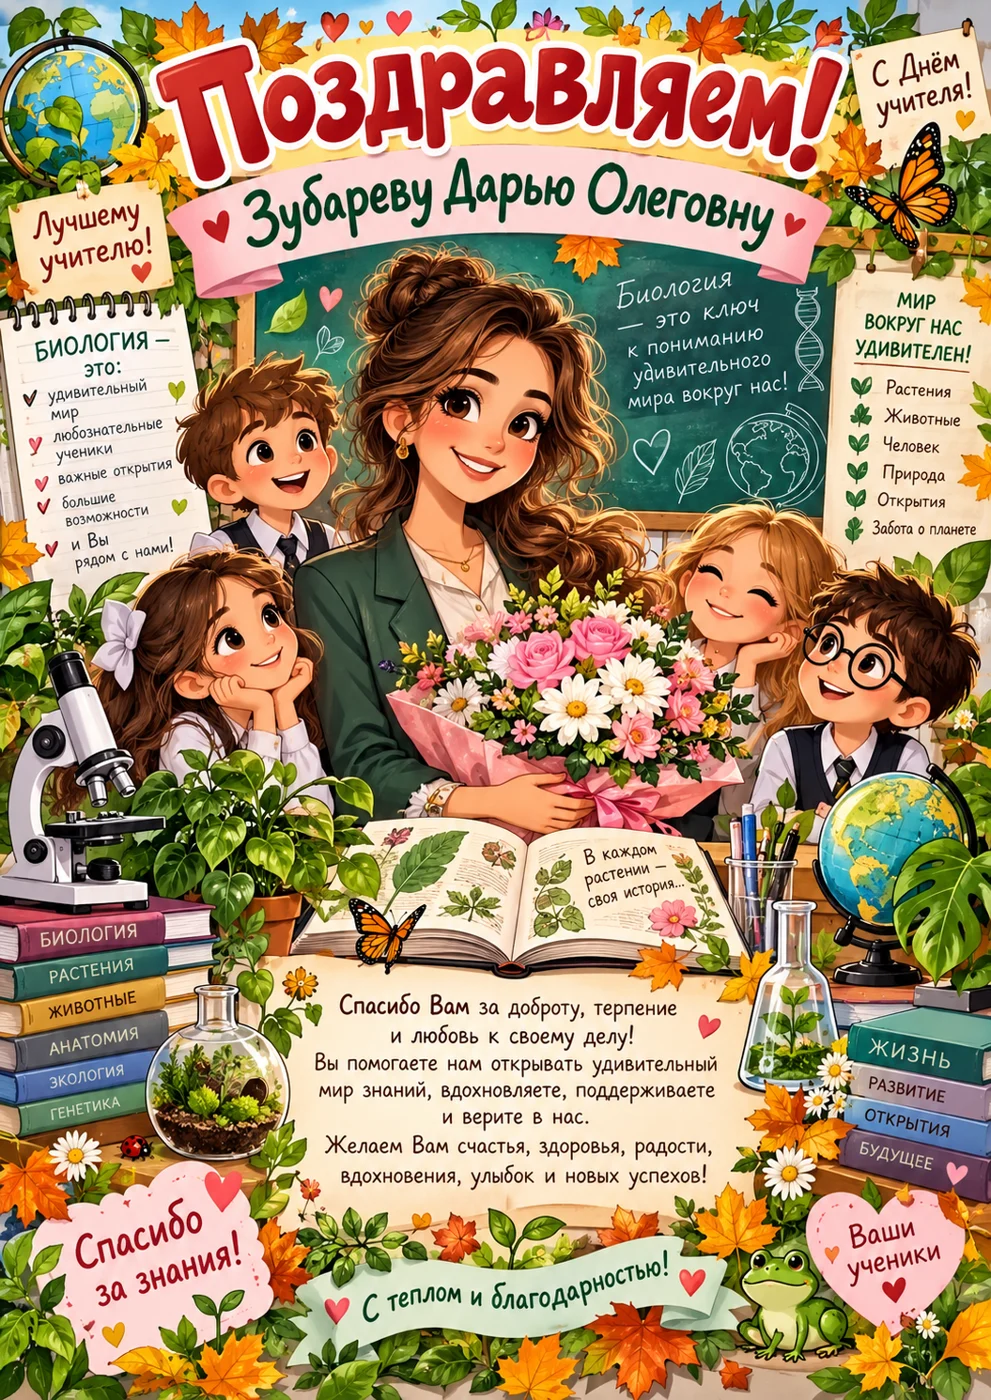 Поздравляем!
С Днём
учителя!
Зубареву Дарью Олеговну
Лучшему
учителю!
БИОЛОГИЯ —
это:
удивительный
мир
любознательные
ученики
важные открытия
большие
возможности
и Вы
рядом с нами!
Биология
— это ключ
к пониманию
удивительного
мира вокруг нас!
МИР
ВОКРУГ НАС
УДИВИТЕЛЕН!
Растения
Животные
Человек
Природа
Открытия
Забота о планете
В каждом
растении —
своя история...
БИОЛОГИЯ
РАСТЕНИЯ
ЖИВОТНЫЕ
АНАТОМИЯ
ЭКОЛОГИЯ
ГЕНЕТИКА
Спасибо Вам за доброту, терпение
и любовь к своему делу!
Вы помогаете нам открывать удивительный
мир знаний, вдохновляете, поддерживаете
и верите в нас.
Желаем Вам счастья, здоровья, радости,
вдохновения, улыбок и новых успехов!
ЖИЗНЬ
РАЗВИТИЕ
ОТКРЫТИЯ
БУДУЩЕЕ
Спасибо
за знания!
С теплом и благодарностью!
Ваши
ученики